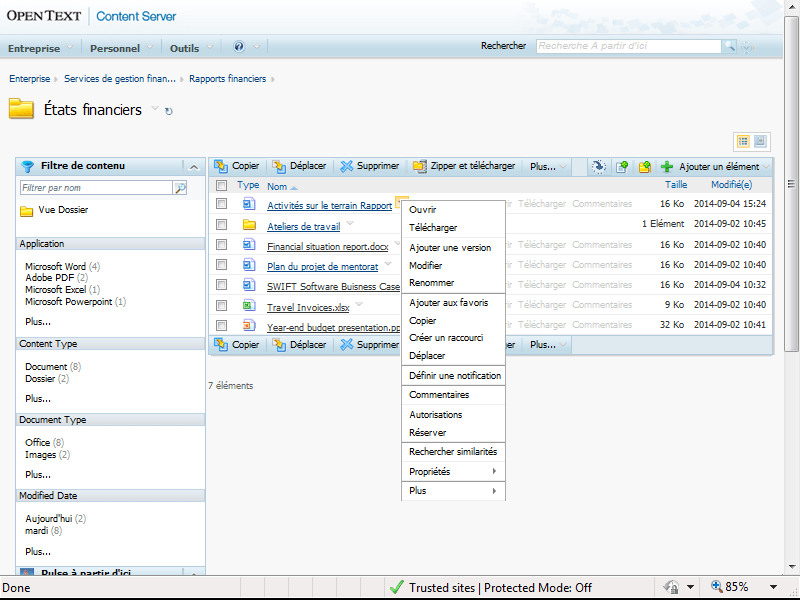 OPENTEXT | Content Server
Entreprise Personnel Outils
Rechercher Recherche A partir d'ici
Entreprise Services de gestion finan... Rapports financiers
États financiers
Filtre de contenu
Filtrer par nom
Vue Dossier
Application
Microsoft Word (4)
Adobe PDF (2)
Microsoft Excel (1)
Microsoft Powerpoint (1)
Plus...
Content Type
Document (8)
Dossier (2)
Plus...
Document Type
Office (8)
Images (2)
Plus...
Modified Date
Aujourd'hui (2)
mardi (8)
Plus...
Pulse à partir d'ici
Copier Déplacer Supprimer Zipper et télécharger Plus... Ajouter un élément
Type Nom Taille Modifié(e)
Activités sur le terrain Rapport Télécharger Commentaires 16 Ko 2014-09-04 15:24
Ateliers de travail 1 Elément 2014-09-02 10:45
Financial situation report.docx Télécharger Commentaires 16 Ko 2014-09-02 10:40
Plan du projet de mentorat Télécharger Commentaires 16 Ko 2014-09-02 10:40
SWIFT Software Buisness Case Télécharger Commentaires 16 Ko 2014-09-04 10:32
Travel Invoices.xlsx Télécharger Commentaires 9 Ko 2014-09-02 10:40
Year-end budget presentation.pp Télécharger Commentaires 32 Ko 2014-09-02 10:41
Copier Déplacer Supprimer ger Plus...
7 éléments
Ouvrir
Télécharger
Ajouter une version
Modifier
Renommer
Ajouter aux favoris
Copier
Créer un raccourci
Déplacer
Définir une notification
Commentaires
Autorisations
Réserver
Rechercher similarités
Propriétés
Plus
Done Trusted sites | Protected Mode: Off 85%